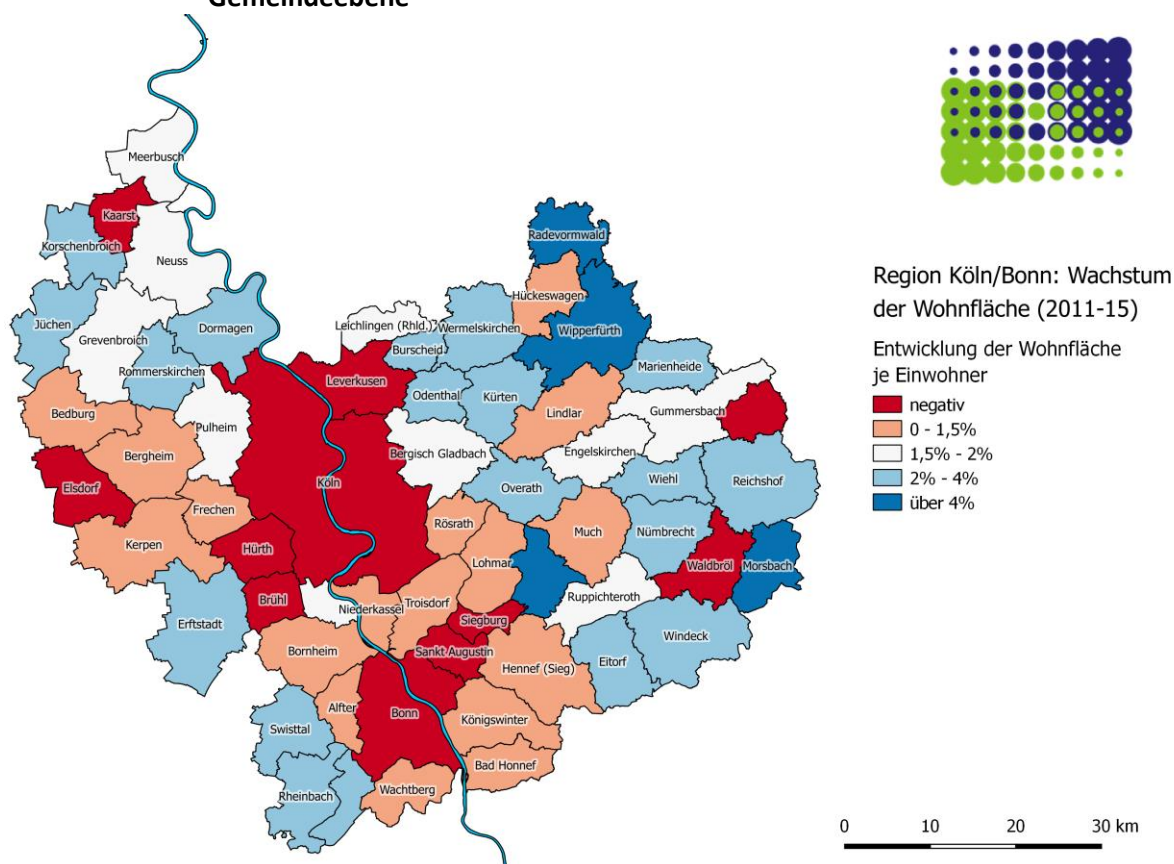 Gemeindeebene
Meerbusch
Kaarst
Korschenbroich
Neuss
Radevormwald
Hückeswagen
Jüchen
Dormagen
Leichlingen (Rhld.)
Wermelskirchen
Wipperfürth
Grevenbroich
Burscheid
Rommerskirchen
Marienheide
Leverkusen
Odenthal
Kürten
Bedburg
Lindlar
Gummersbach
Pulheim
Bergheim
Bergisch Gladbach
Engelskirchen
Elsdorf
Köln
Overath
Wiehl
Reichshof
Frechen
Rösrath
Much
Nümbrecht
Kerpen
Hürth
Lohmar
Waldbröl
Morsbach
Brühl
Niederkassel
Troisdorf
Ruppichteroth
Erftstadt
Siegburg
Windeck
Bornheim
Sankt Augustin
Hennef (Sieg)
Eitorf
Alfter
Bonn
Königswinter
Swisttal
Bad Honnef
Rheinbach
Wachtberg
Region Köln/Bonn: Wachstum
der Wohnfläche (2011-15)
Entwicklung der Wohnfläche
je Einwohner
negativ
0 - 1,5%
1,5% - 2%
2% - 4%
über 4%
0 10 20 30 km